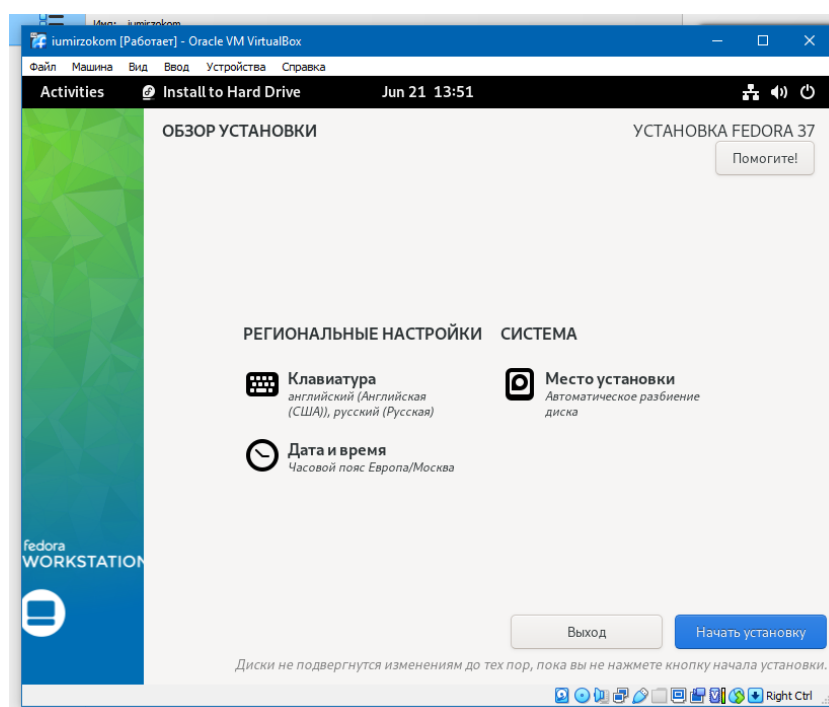 Имя: iumirzokom
iumirzokom [Работает] - Oracle VM VirtualBox
Файл Машина Вид Ввод Устройства Справка
Activities Install to Hard Drive Jun 21 13:51
ОБЗОР УСТАНОВКИ
УСТАНОВКА FEDORA 37
Помогите!
РЕГИОНАЛЬНЫЕ НАСТРОЙКИ
Клавиатура
английский (Английская
(США)), русский (Русская)
Дата и время
Часовой пояс Европа/Москва
СИСТЕМА
Место установки
Автоматическое разбиение
диска
fedora
WORKSTATION
Выход
Начать установку
Диски не подвергнутся изменениям до тех пор, пока вы не нажмете кнопку начала установки.
Right Ctrl